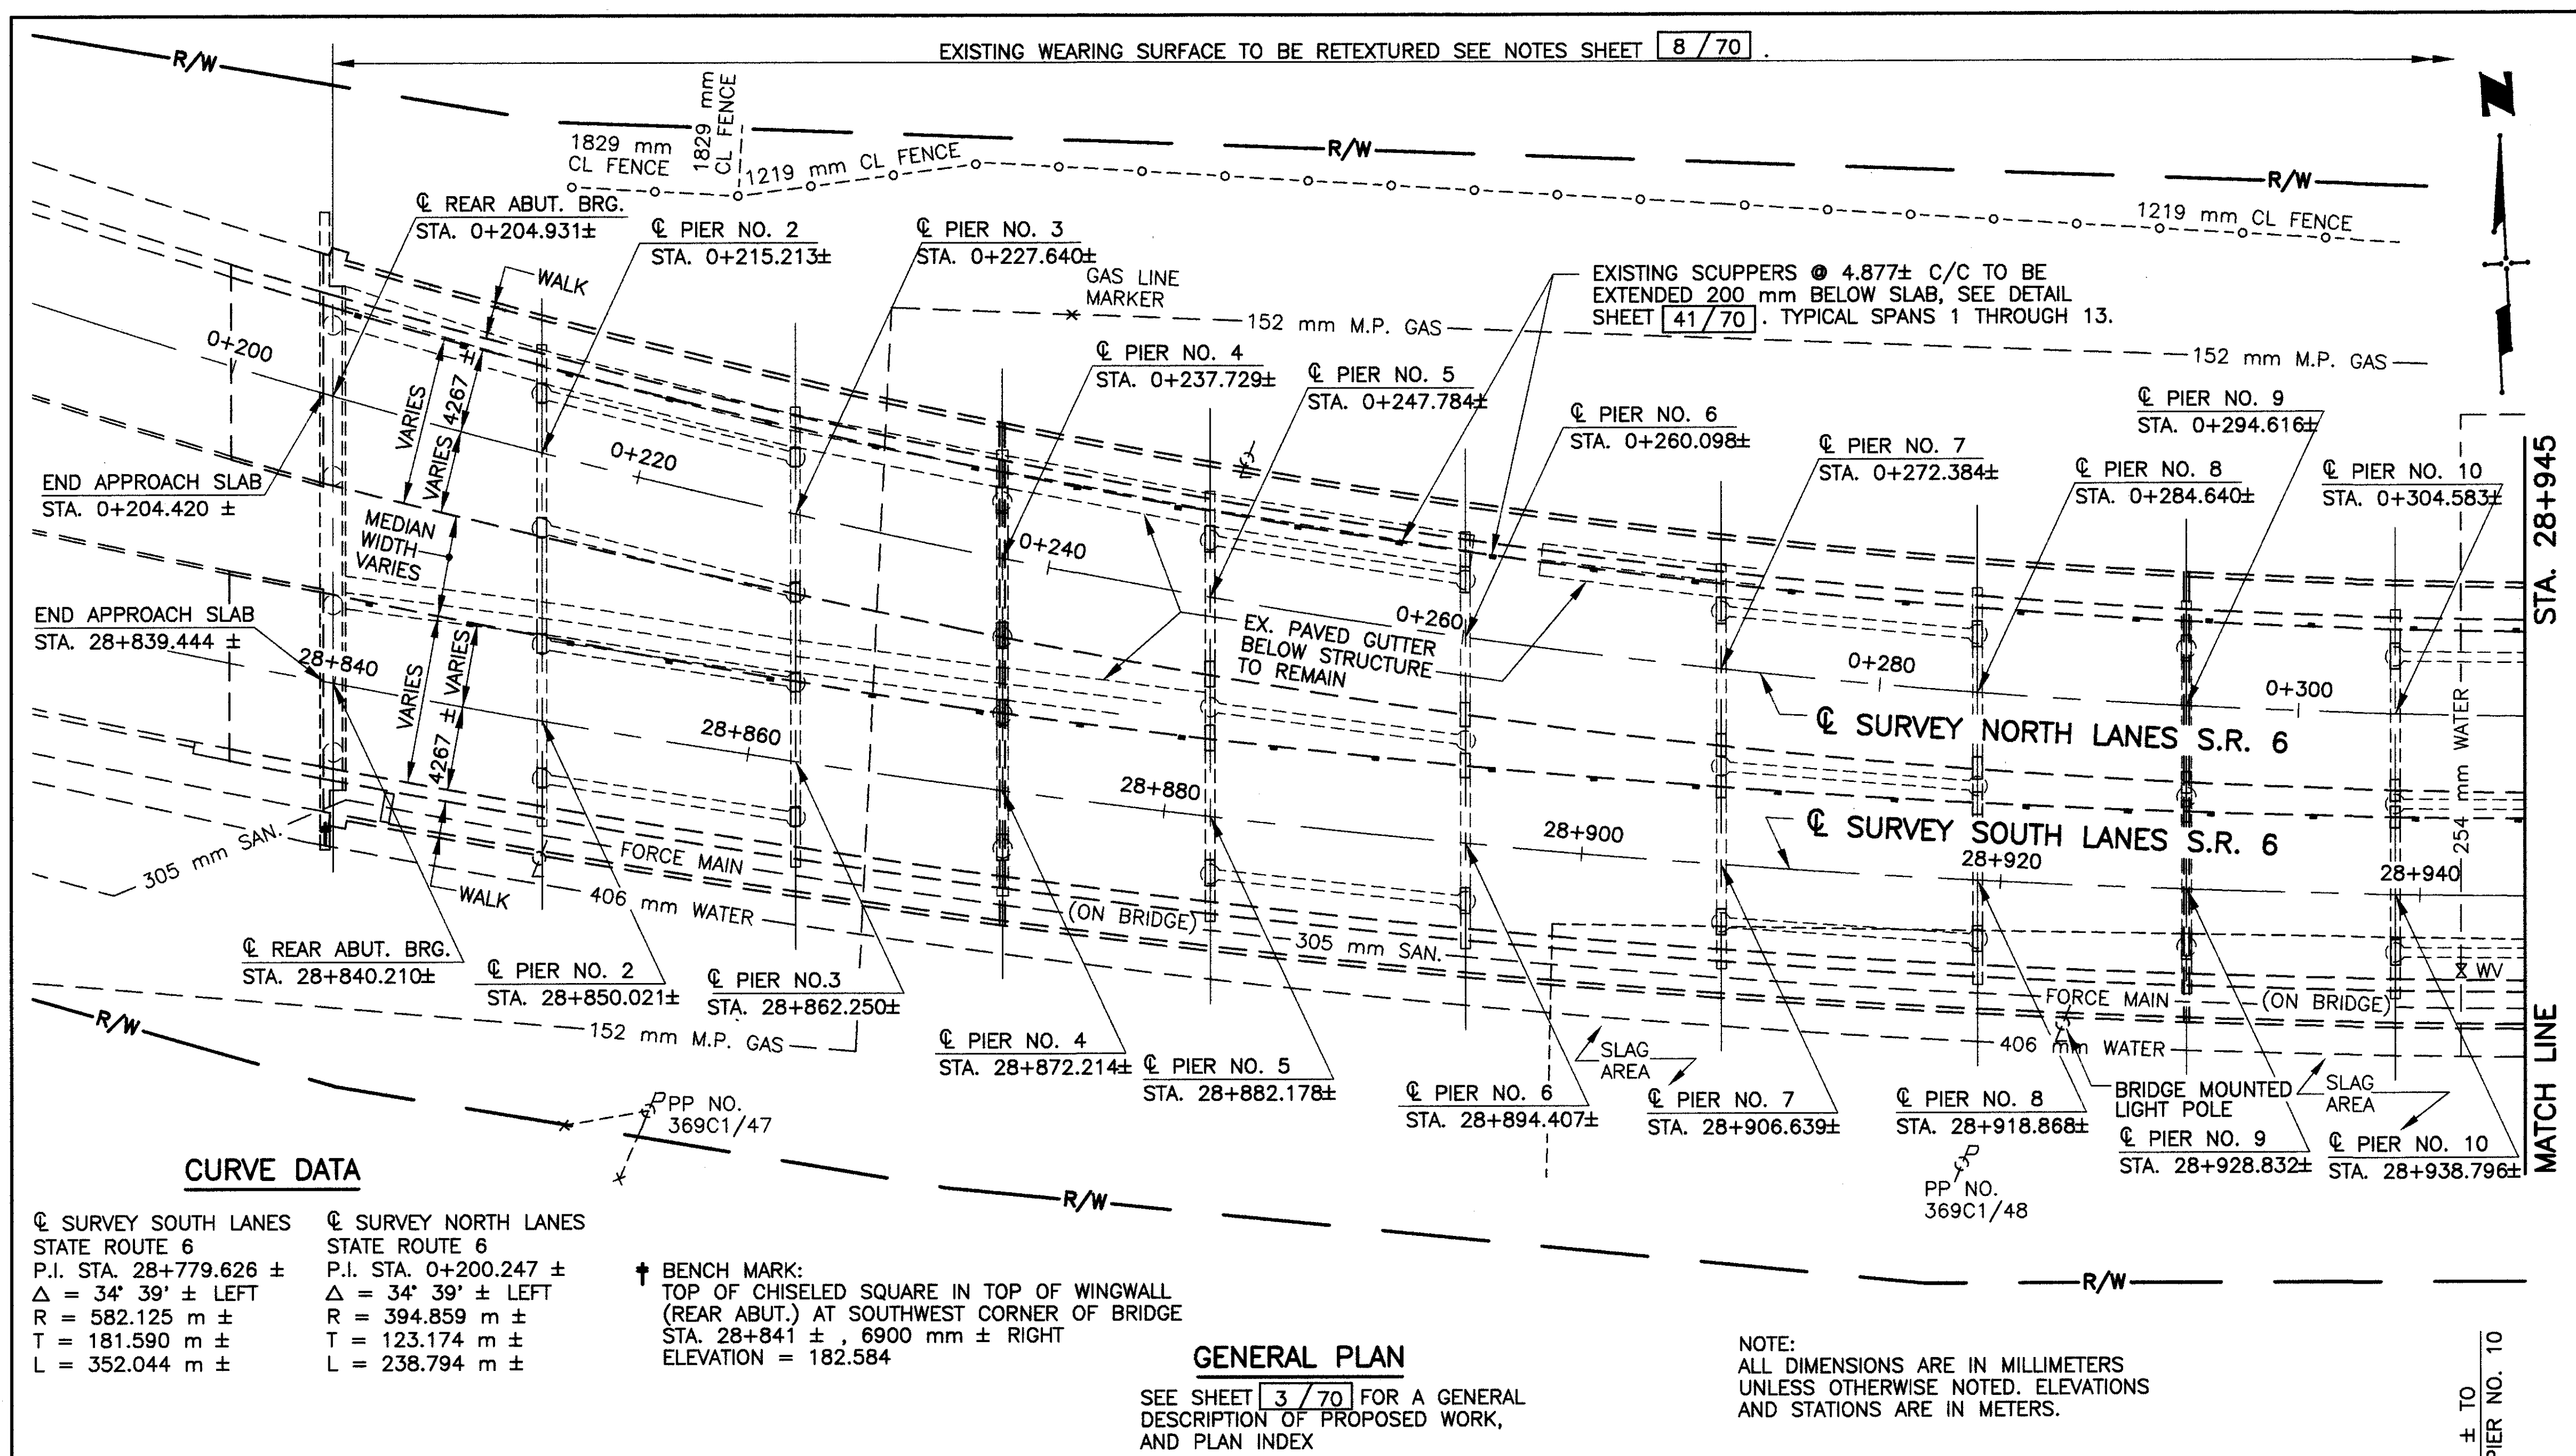 EXISTING WEARING SURFACE TO BE RETEXTURED SEE NOTES SHEET 8/70 .
R/W
R/W
R/W
N
1829 mm
CL FENCE
1829 mm
CL FENCE
1219 mm CL FENCE
1219 mm CL FENCE
℄ REAR ABUT. BRG.
STA. 0+204.931±
℄ PIER NO. 2
STA. 0+215.213±
℄ PIER NO. 3
STA. 0+227.640±
WALK
GAS LINE
MARKER
152 mm M.P. GAS
152 mm M.P. GAS
EXISTING SCUPPERS @ 4.877± C/C TO BE
EXTENDED 200 mm BELOW SLAB, SEE DETAIL
SHEET 41/70 . TYPICAL SPANS 1 THROUGH 13.
℄ PIER NO. 4
STA. 0+237.729±
℄ PIER NO. 5
STA. 0+247.784±
℄ PIER NO. 6
STA. 0+260.098±
℄ PIER NO. 7
STA. 0+272.384±
℄ PIER NO. 8
STA. 0+284.640±
℄ PIER NO. 9
STA. 0+294.616±
℄ PIER NO. 10
STA. 0+304.583±
0+200
0+220
0+240
0+260
0+280
0+300
VARIES
VARIES 4267 ±
END APPROACH SLAB
STA. 0+204.420 ±
MEDIAN
WIDTH
VARIES
END APPROACH SLAB
STA. 28+839.444 ±
VARIES
4267 ± VARIES
EX. PAVED GUTTER
BELOW STRUCTURE
TO REMAIN
℄ SURVEY NORTH LANES S.R. 6
℄ SURVEY SOUTH LANES S.R. 6
28+840
28+860
28+880
28+900
28+920
28+940
254 mm WATER
WV
MATCH LINE STA. 28+945
305 mm SAN.
WALK
FORCE MAIN
406 mm WATER
(ON BRIDGE)
305 mm SAN.
FORCE MAIN
(ON BRIDGE)
406 mm WATER
℄ REAR ABUT. BRG.
STA. 28+840.210±
℄ PIER NO. 2
STA. 28+850.021±
℄ PIER NO.3
STA. 28+862.250±
℄ PIER NO. 4
STA. 28+872.214±
℄ PIER NO. 5
STA. 28+882.178±
℄ PIER NO. 6
STA. 28+894.407±
℄ PIER NO. 7
STA. 28+906.639±
℄ PIER NO. 8
STA. 28+918.868±
℄ PIER NO. 9
STA. 28+928.832±
℄ PIER NO. 10
STA. 28+938.796±
SLAG
AREA
BRIDGE MOUNTED
LIGHT POLE
SLAG
AREA
R/W
152 mm M.P. GAS
PP NO.
369C1/47
PP NO.
369C1/48
R/W
R/W
CURVE DATA
℄ SURVEY SOUTH LANES
STATE ROUTE 6
P.I. STA. 28+779.626 ±
Δ = 34° 39' ± LEFT
R = 582.125 m ±
T = 181.590 m ±
L = 352.044 m ±
℄ SURVEY NORTH LANES
STATE ROUTE 6
P.I. STA. 0+200.247 ±
Δ = 34° 39' ± LEFT
R = 394.859 m ±
T = 123.174 m ±
L = 238.794 m ±
BENCH MARK:
TOP OF CHISELED SQUARE IN TOP OF WINGWALL
(REAR ABUT.) AT SOUTHWEST CORNER OF BRIDGE
STA. 28+841 ± , 6900 mm ± RIGHT
ELEVATION = 182.584
GENERAL PLAN
SEE SHEET 3/70 FOR A GENERAL
DESCRIPTION OF PROPOSED WORK,
AND PLAN INDEX
NOTE:
ALL DIMENSIONS ARE IN MILLIMETERS
UNLESS OTHERWISE NOTED. ELEVATIONS
AND STATIONS ARE IN METERS.
± TO
PIER NO. 10